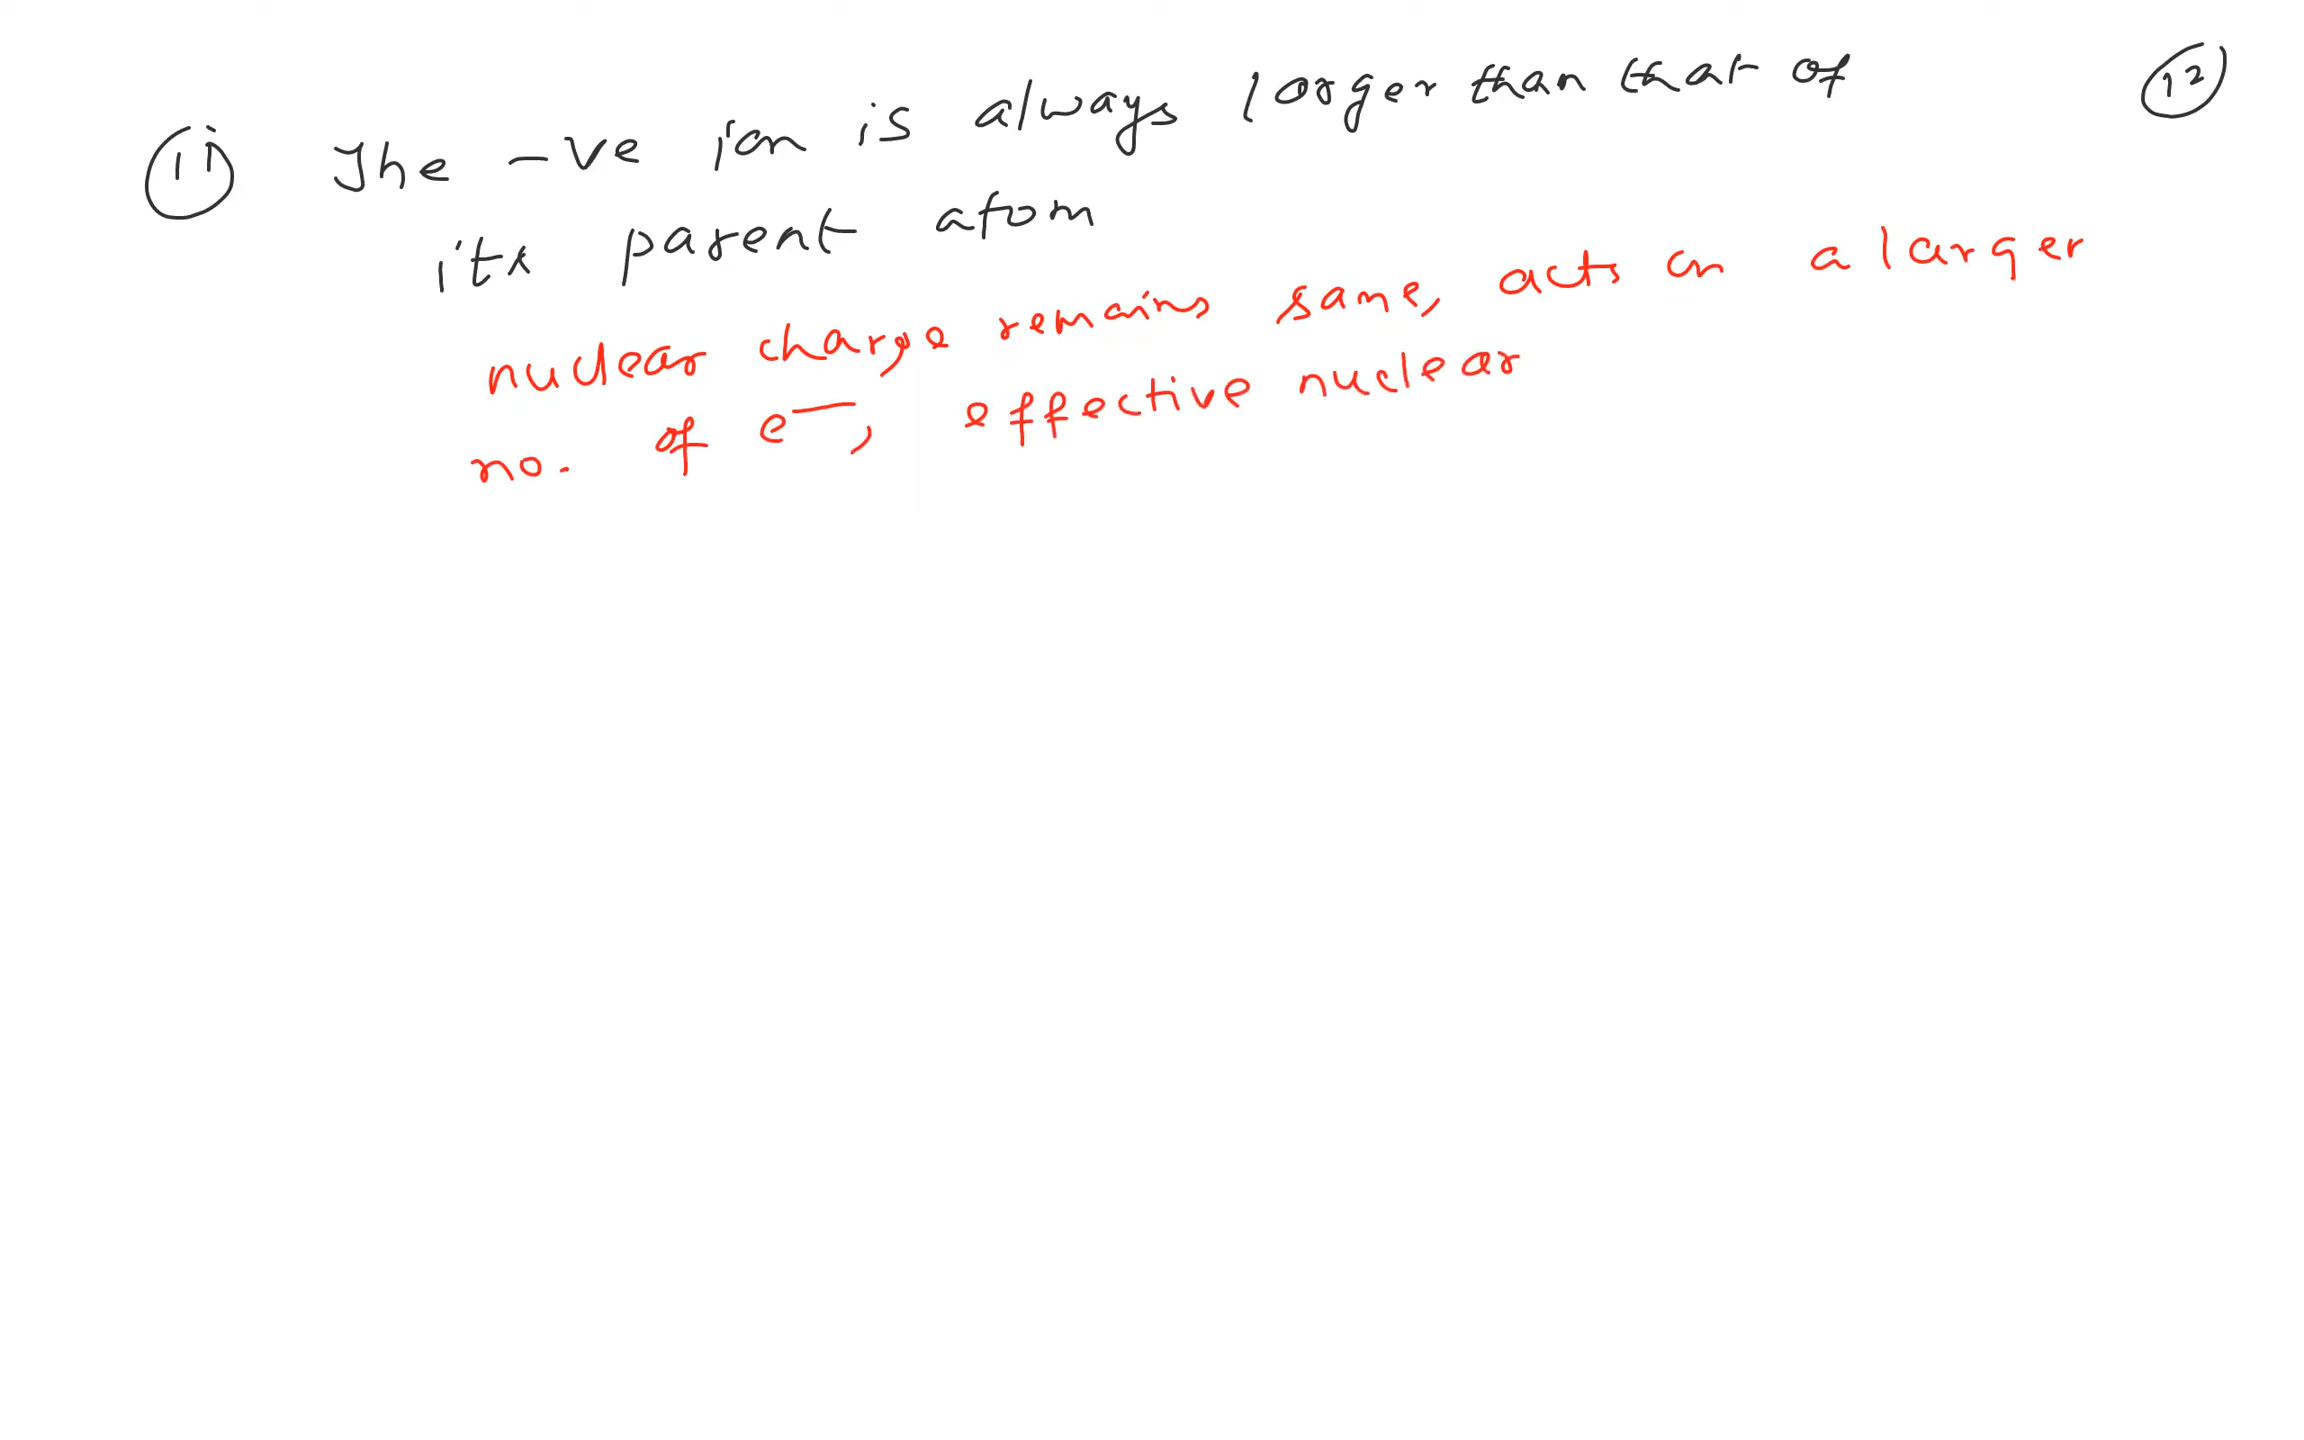 (ii) The -ve ion is always larger than that of
its parent atom
nuclear charge remains same, acts on a larger
no. of e⁻, effective nuclear
12